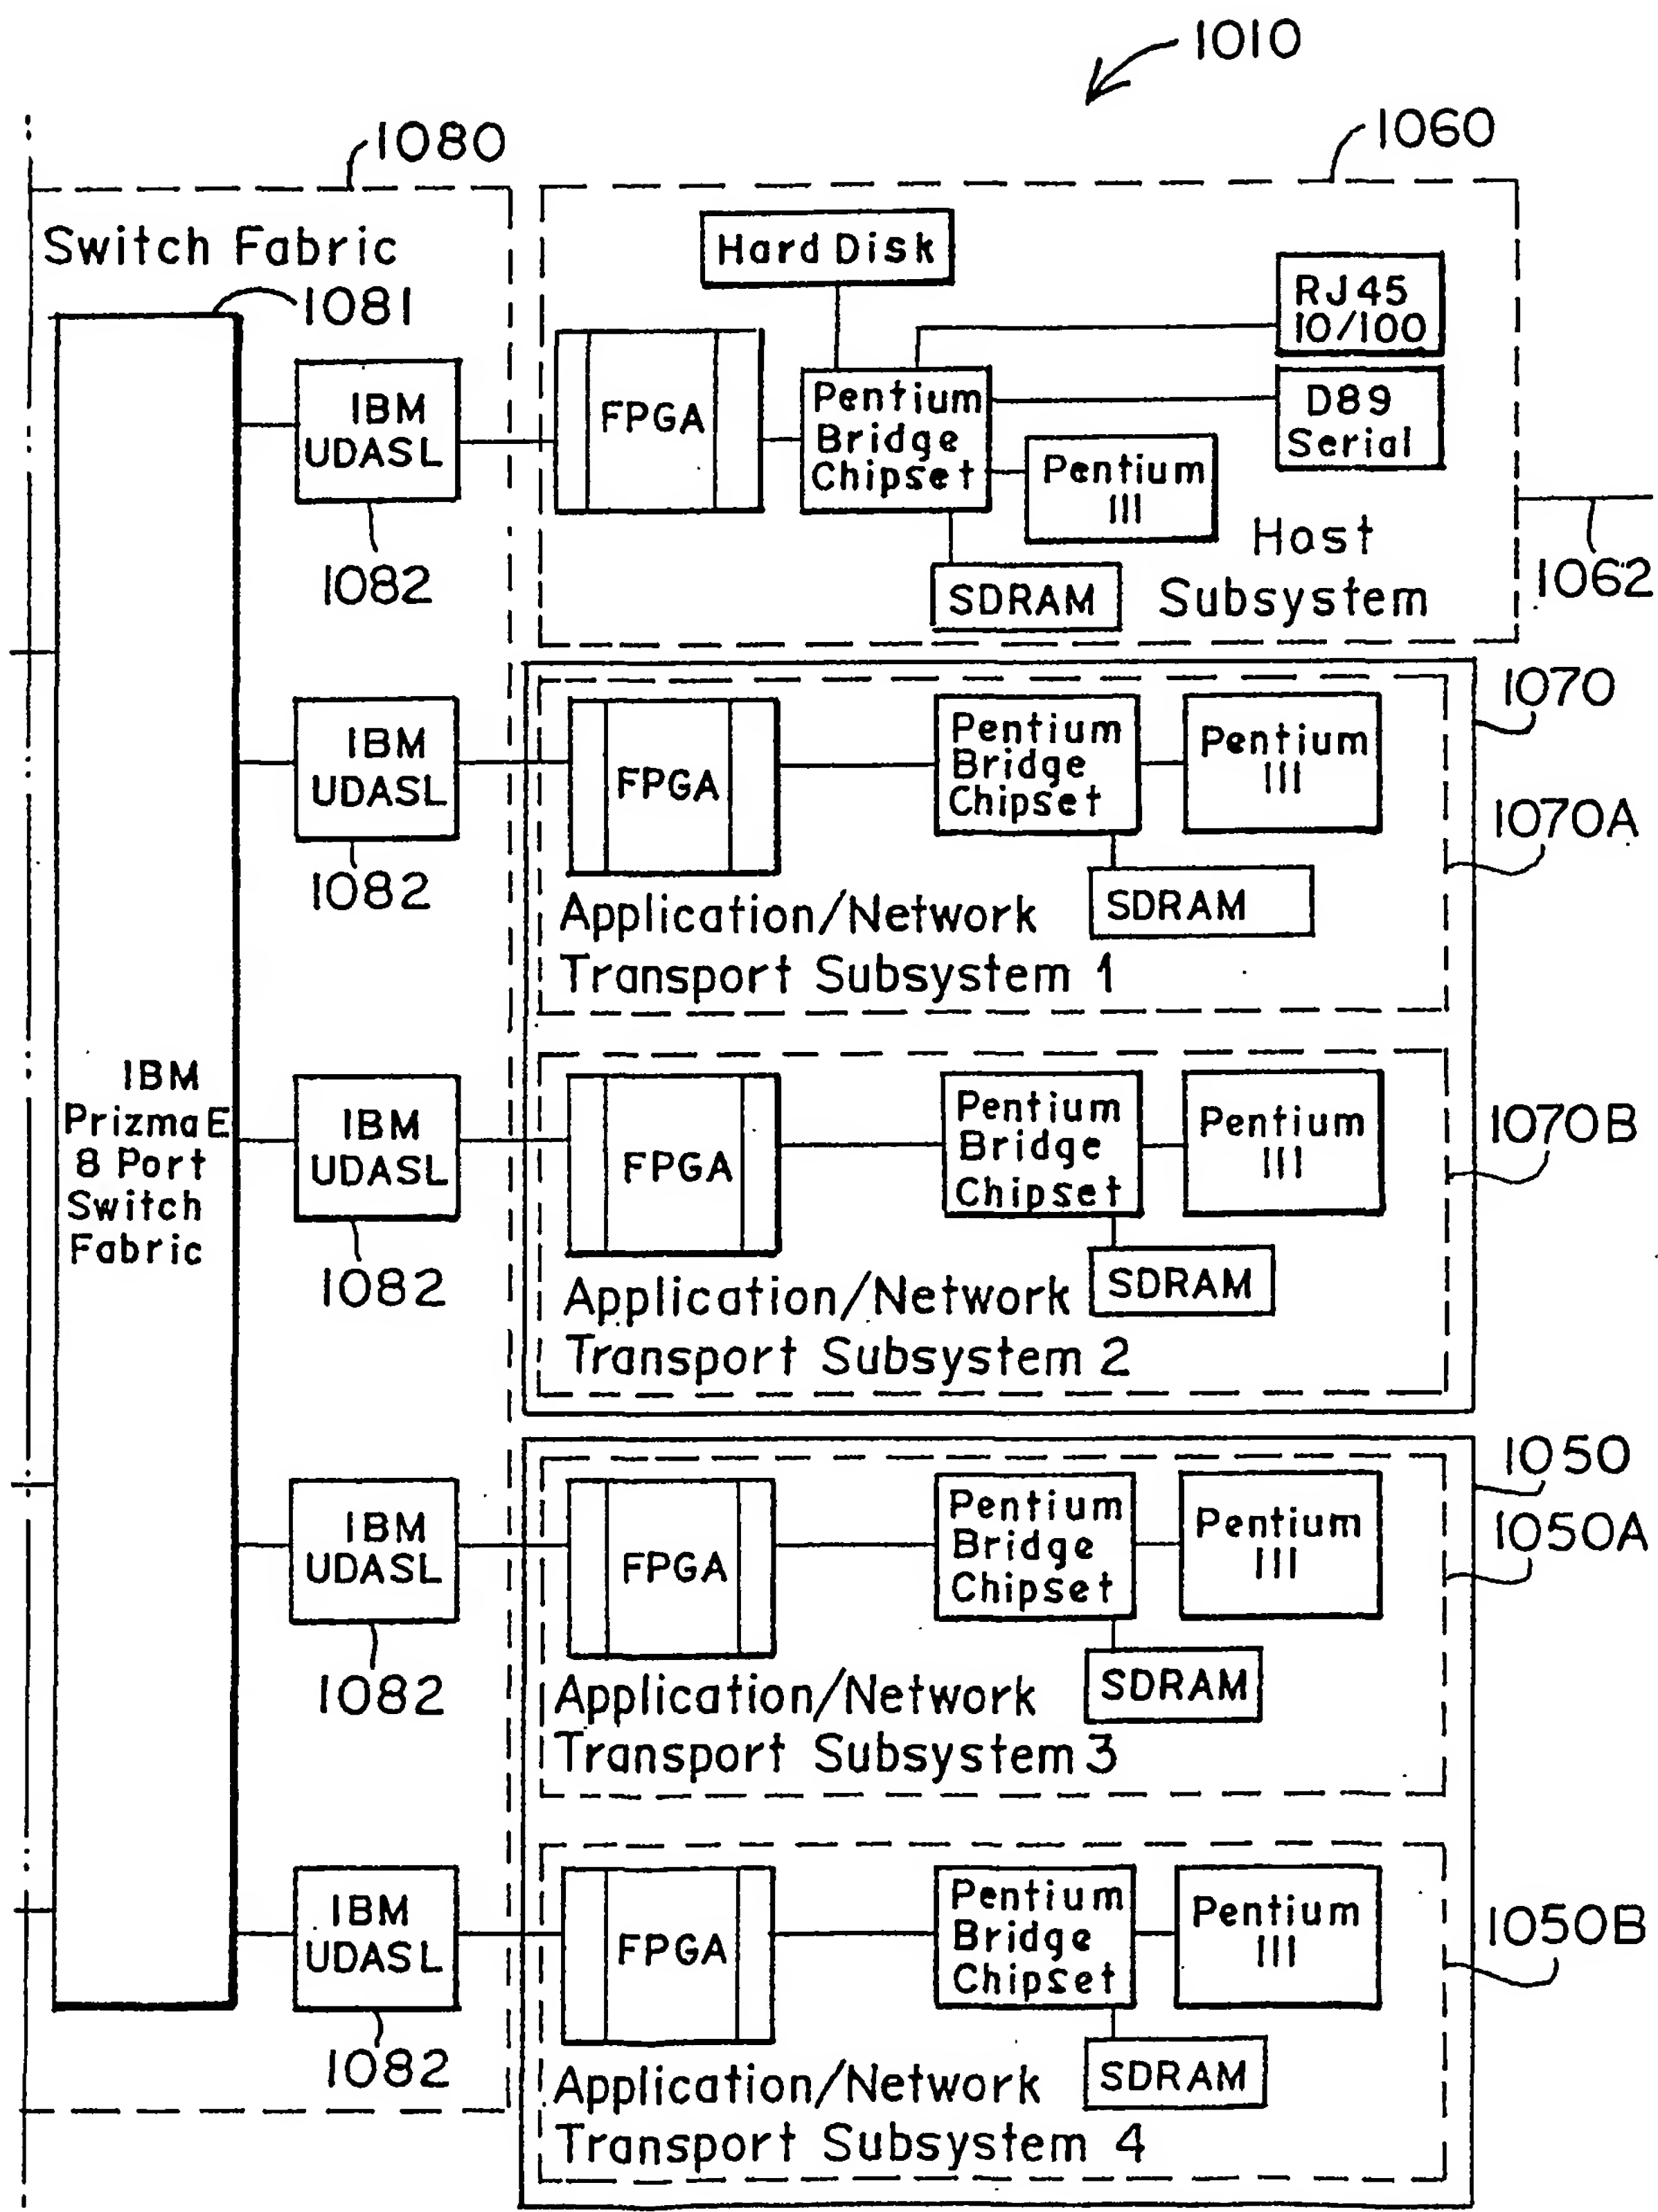 1010
1080
1060
Switch Fabric
1081
Hard Disk
RJ45
10/100
D89
Serial
IBM
UDASL
FPGA
Pentium
Bridge
Chipset
Pentium
III
SDRAM
Host
Subsystem
1062
1082
IBM
UDASL
1082
FPGA
Pentium
Bridge
Chipset
Pentium
III
SDRAM
Application/Network
Transport Subsystem 1
1070
1070A
IBM
Prizma E
8 Port
Switch
Fabric
IBM
UDASL
1082
FPGA
Pentium
Bridge
Chipset
Pentium
III
SDRAM
Application/Network
Transport Subsystem 2
1070B
IBM
UDASL
1082
FPGA
Pentium
Bridge
Chipset
Pentium
III
SDRAM
Application/Network
Transport Subsystem 3
1050
1050A
IBM
UDASL
1082
FPGA
Pentium
Bridge
Chipset
Pentium
III
SDRAM
Application/Network
Transport Subsystem 4
1050B